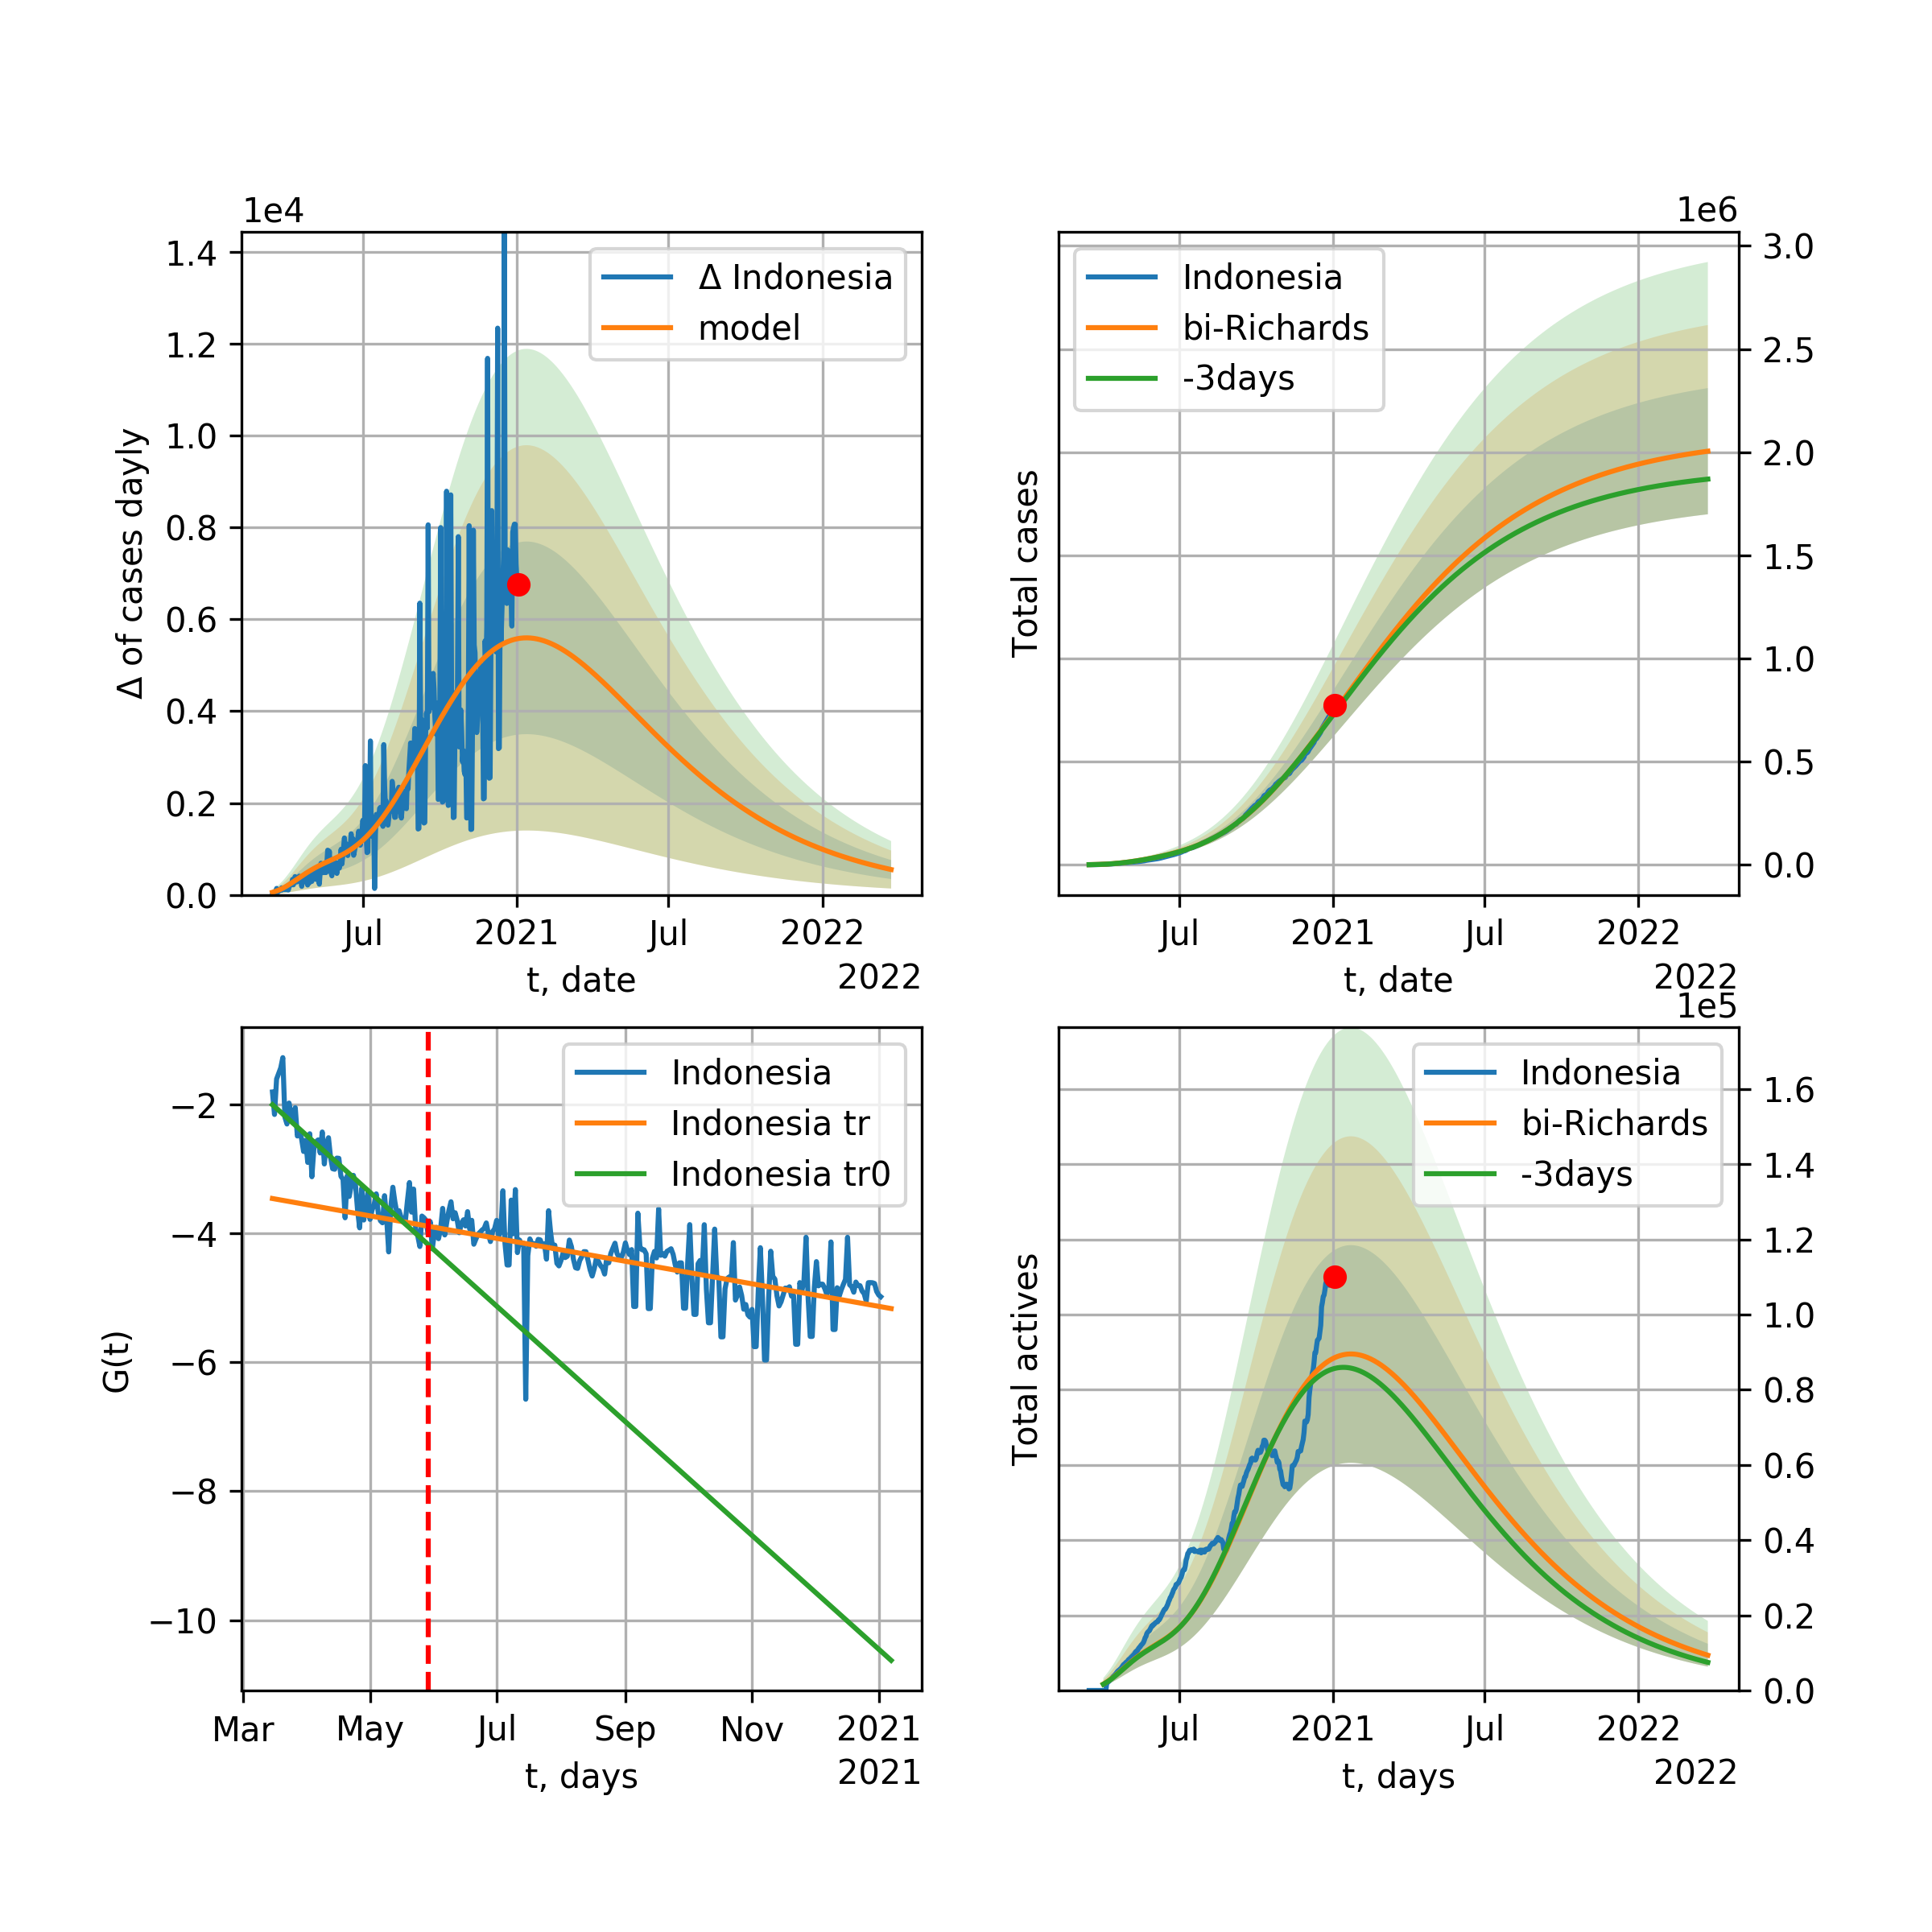 1e4
1.4
1.2
1.0
0.8
0.6
0.4
0.2
0.0
Δ of cases dayly
Δ Indonesia
model
Jul
2021
Jul
2022
t, date
2022
1e6
3.0
2.5
2.0
1.5
1.0
0.5
0.0
Total cases
Indonesia
bi-Richards
-3days
Jul
2021
Jul
2022
t, date
2022
−2
−4
−6
−8
−10
G(t)
Indonesia
Indonesia tr
Indonesia tr0
Mar
May
Jul
Sep
Nov
2021
t, days
2021
1e5
1.6
1.4
1.2
1.0
0.8
0.6
0.4
0.2
0.0
Total actives
Indonesia
bi-Richards
-3days
Jul
2021
Jul
2022
t, days
2022